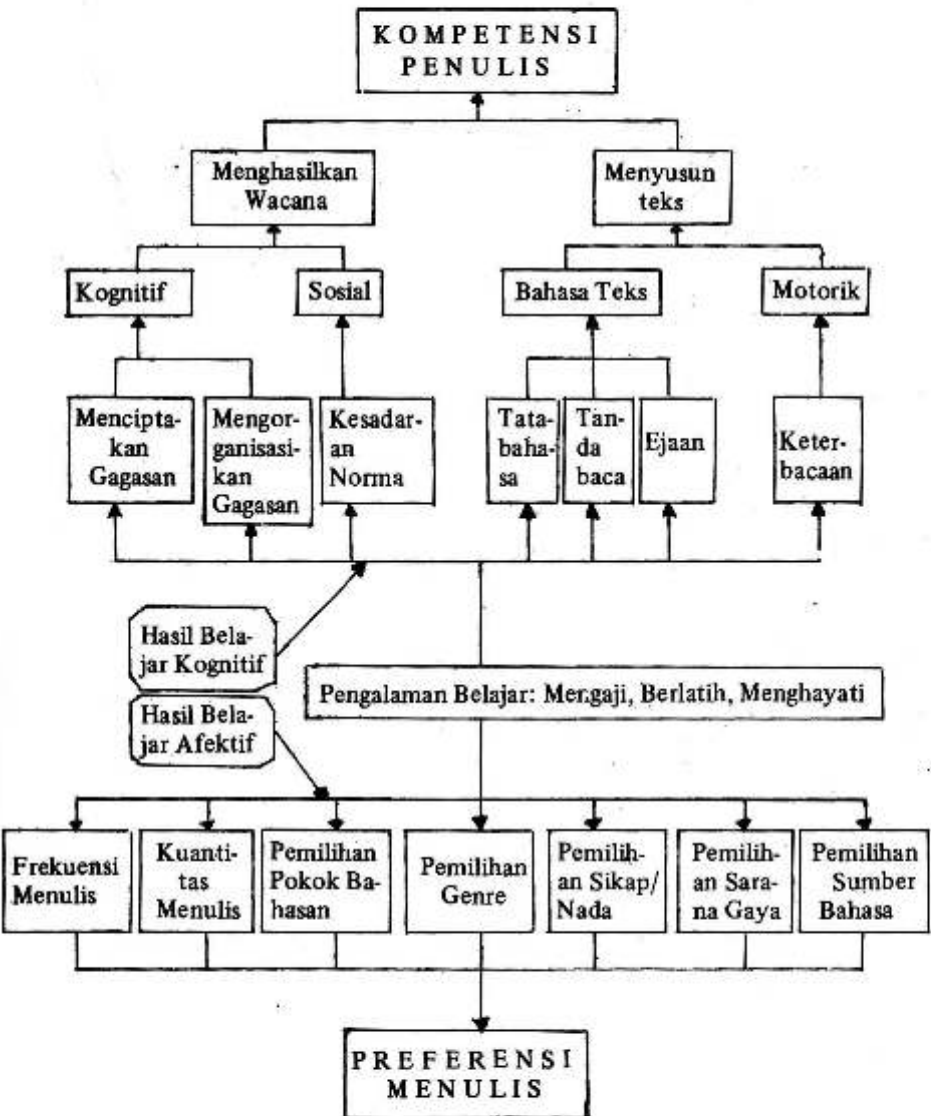 KOMPETENSI
PENULIS
Menghasilkan
Wacana
Menyusun
teks
Kognitif
Sosial
Bahasa Teks
Motorik
Mencipta-
kan
Gagasan
Mengor-
ganisasi-
kan
Gagasan
Kesadar-
an
Norma
Tata-
baha-
sa
Tan-
da
baca
Ejaan
Keter-
bacaan
Hasil Bela-
jar Kognitif
Pengalaman Belajar: Mengaji, Berlatih, Menghayati
Hasil Bela-
jar Afektif
Frekuensi
Menulis
Kuanti-
tas
Menulis
Pemilihan
Pokok Ba-
hasan
Pemilihan
Genre
Pemilih-
an Sikap/
Nada
Pemilih-
an Sara-
na Gaya
Pemilihan
Sumber
Bahasa
PREFERENSI
MENULIS